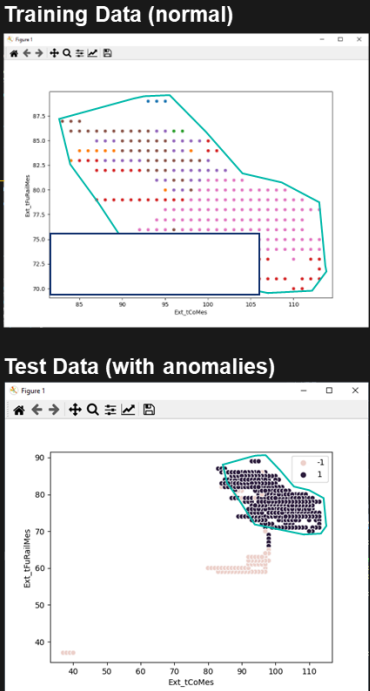 Training Data (normal)
Figure 1
87.5
85.0
82.5
80.0
77.5
75.0
72.5
70.0
Ext_tFuRailMes
85 90 95 100 105 110
Ext_tCoMes
Test Data (with anomalies)
Figure 1
-1
1
90
80
70
60
50
40
Ext_tFuRailMes
40 50 60 70 80 90 100 110
Ext_tCoMes